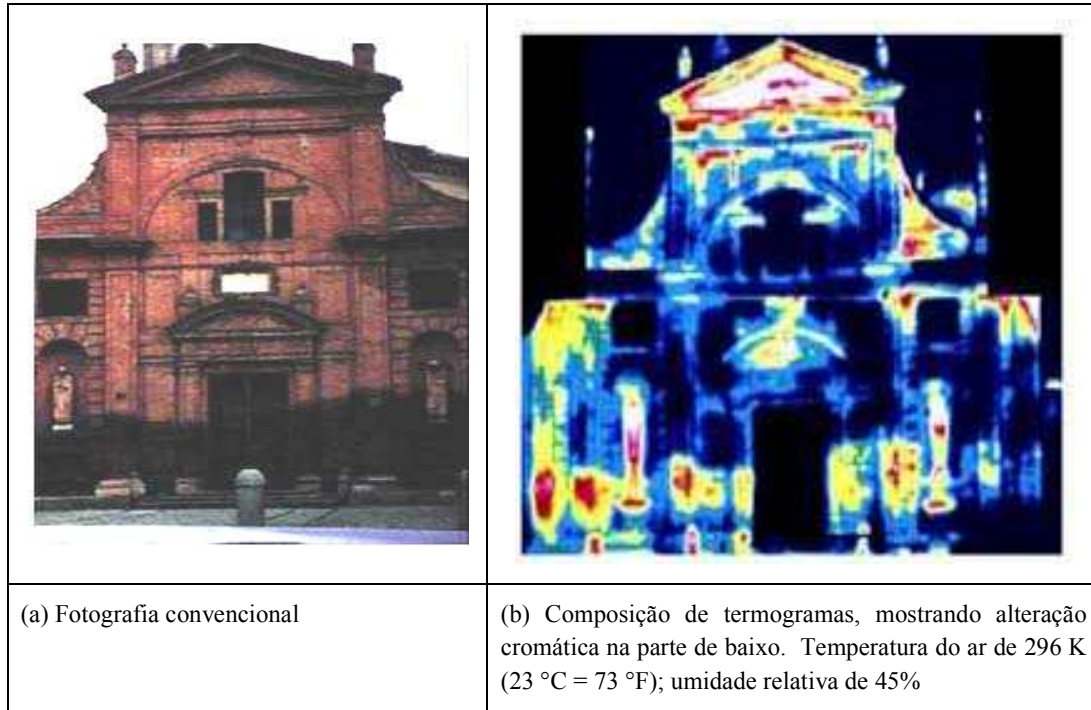 (a) Fotografia convencional
(b) Composição de termogramas, mostrando alteração
cromática na parte de baixo. Temperatura do ar de 296 K
(23 °C = 73 °F); umidade relativa de 45%